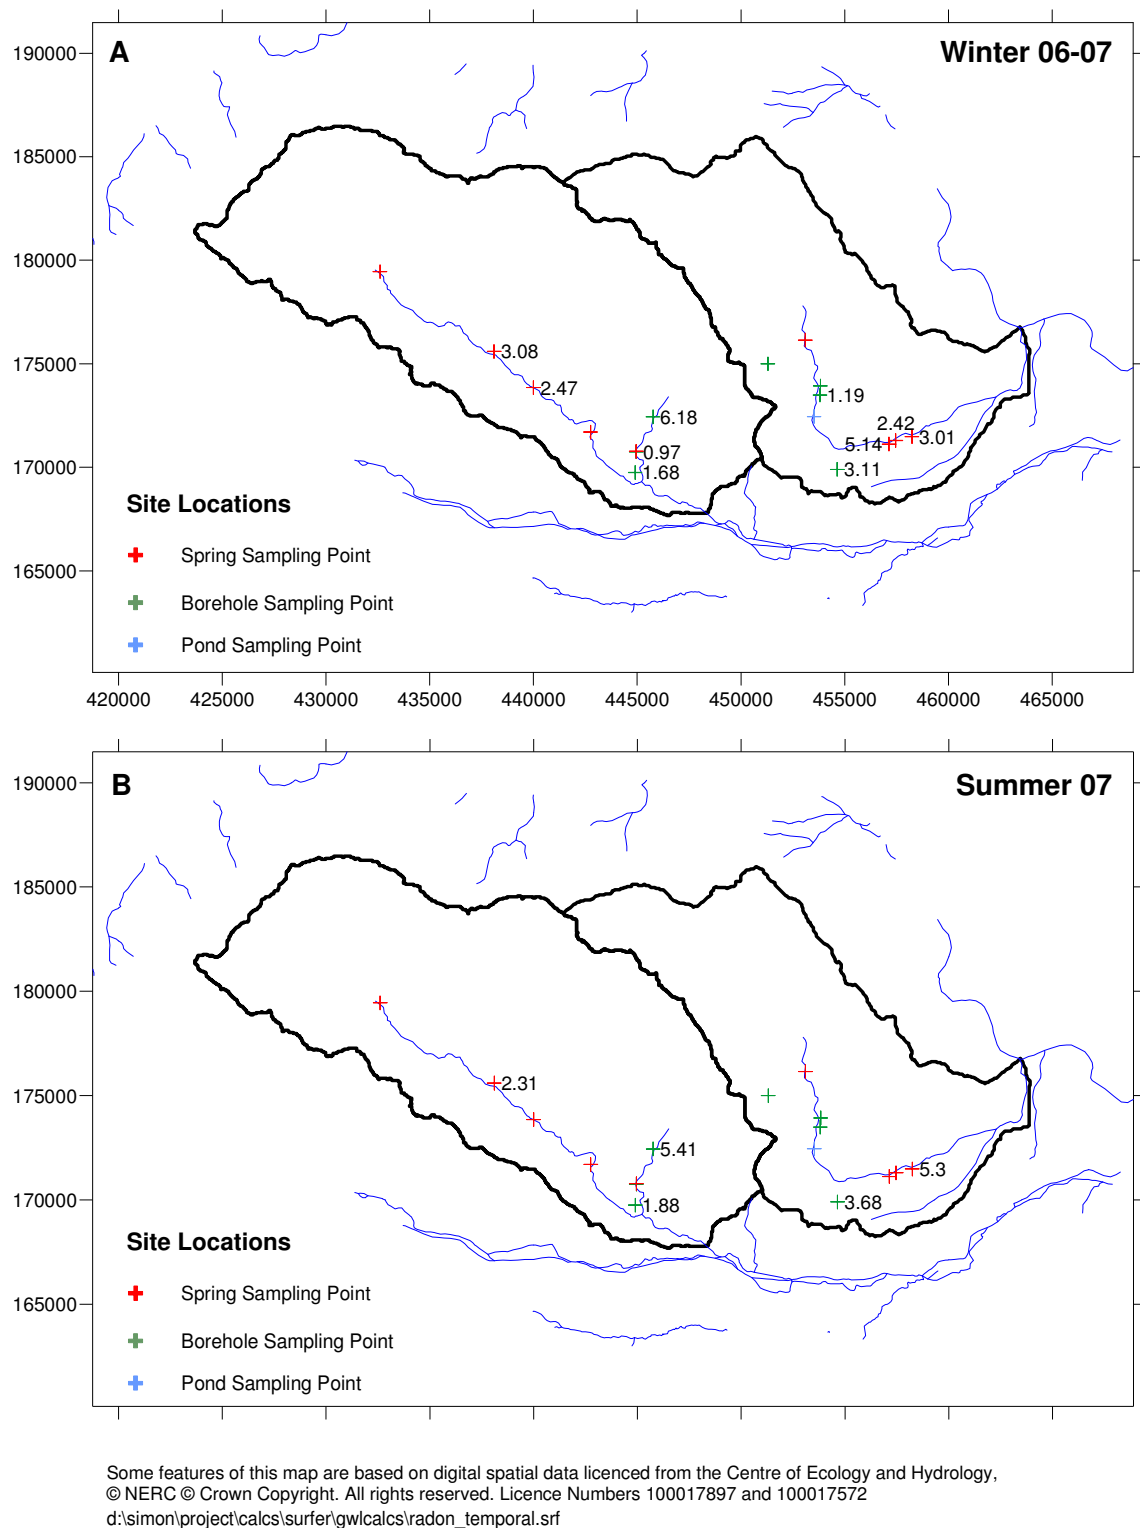 A
Winter 06-07
190000
185000
180000
175000
170000
165000
3.08
2.47
6.18
0.97
1.68
1.19
2.42
5.14
3.01
3.11
Site Locations
Spring Sampling Point
Borehole Sampling Point
Pond Sampling Point
420000 425000 430000 435000 440000 445000 450000 455000 460000 465000
B
Summer 07
190000
185000
180000
175000
170000
165000
2.31
5.41
1.88
5.3
3.68
Site Locations
Spring Sampling Point
Borehole Sampling Point
Pond Sampling Point
Some features of this map are based on digital spatial data licenced from the Centre of Ecology and Hydrology,
© NERC © Crown Copyright. All rights reserved. Licence Numbers 100017897 and 100017572
d:\simon\project\calcs\surfer\gwlcalcs\radon_temporal.srf